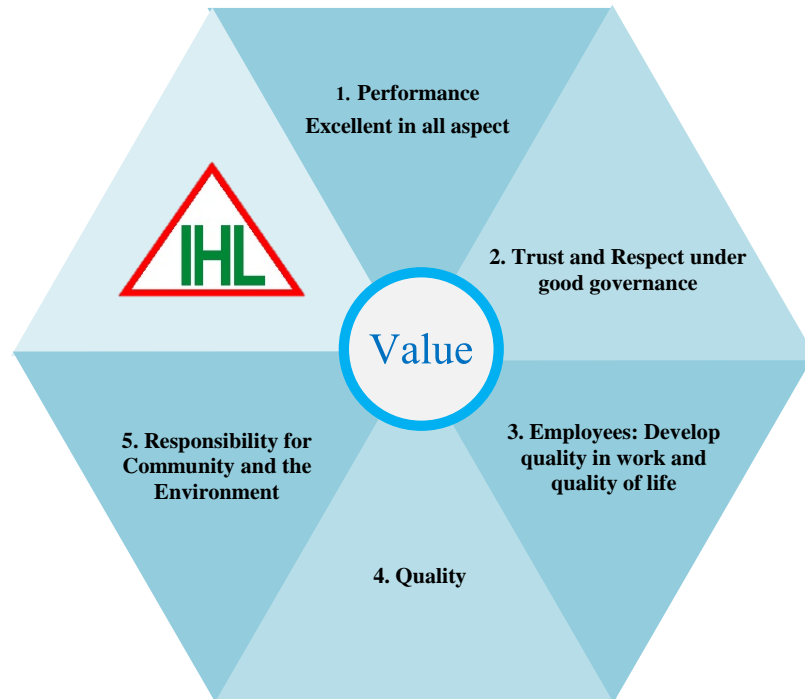 1. Performance
Excellent in all aspect
IHL
2. Trust and Respect under
good governance
Value
3. Employees: Develop
quality in work and
quality of life
4. Quality
5. Responsibility for
Community and the
Environment